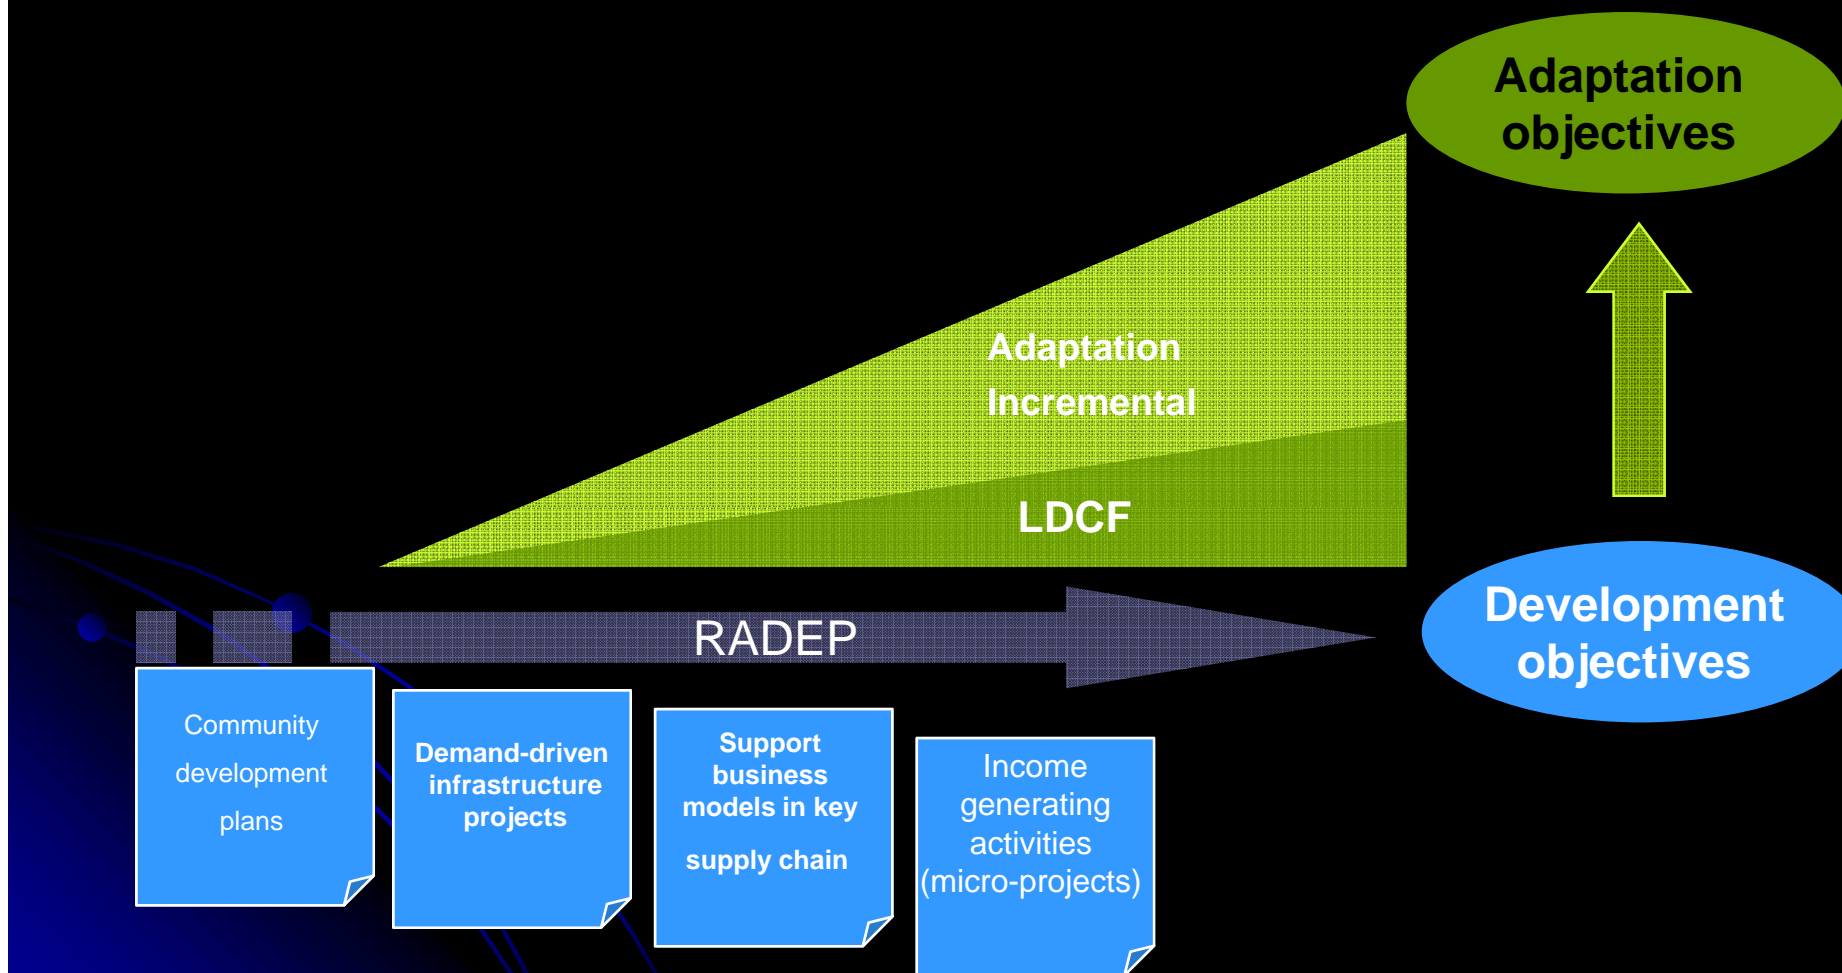 Adaptation
objectives
Adaptation
Incremental
LDCF
RADEP
Development
objectives
Community
development
plans
Demand-driven
infrastructure
projects
Support
business
models in key
supply chain
Income
generating
activities
(micro-projects)